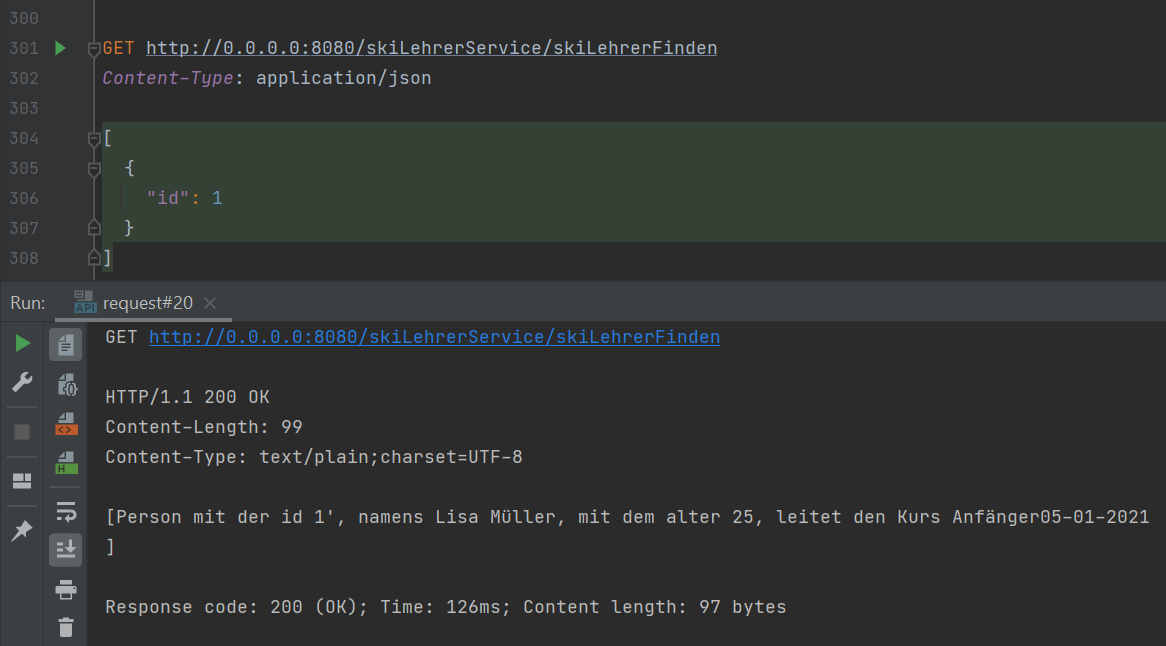 300
301 GET http://0.0.0.0:8080/skiLehrerService/skiLehrerFinden
302 Content-Type: application/json
303
304 [
305 {
306 "id": 1
307 }
308 ]
Run: API request#20
GET http://0.0.0.0:8080/skiLehrerService/skiLehrerFinden
HTTP/1.1 200 OK
Content-Length: 99
Content-Type: text/plain;charset=UTF-8
[Person mit der id 1', namens Lisa Müller, mit dem alter 25, leitet den Kurs Anfänger05-01-2021
]
Response code: 200 (OK); Time: 126ms; Content length: 97 bytes